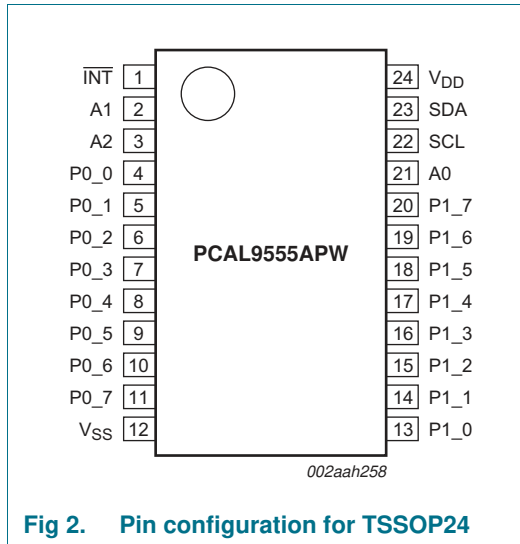 I̅N̅T̅ 1 24 VDD
A1 2 23 SDA
A2 3 22 SCL
P0_0 4 21 A0
P0_1 5 20 P1_7
P0_2 6 19 P1_6
P0_3 7 PCAL9555APW 18 P1_5
P0_4 8 17 P1_4
P0_5 9 16 P1_3
P0_6 10 15 P1_2
P0_7 11 14 P1_1
VSS 12 13 P1_0
002aah258
Fig 2. Pin configuration for TSSOP24